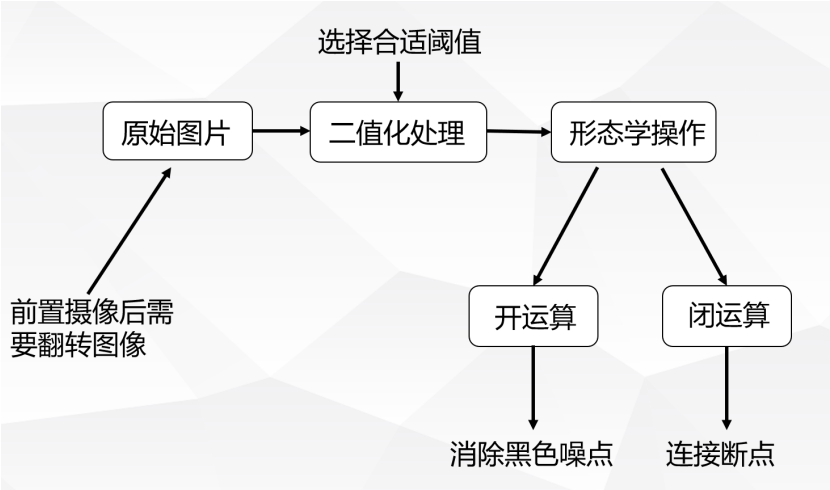 选择合适阈值
原始图片
二值化处理
形态学操作
前置摄像后需
要翻转图像
开运算
闭运算
消除黑色噪点
连接断点